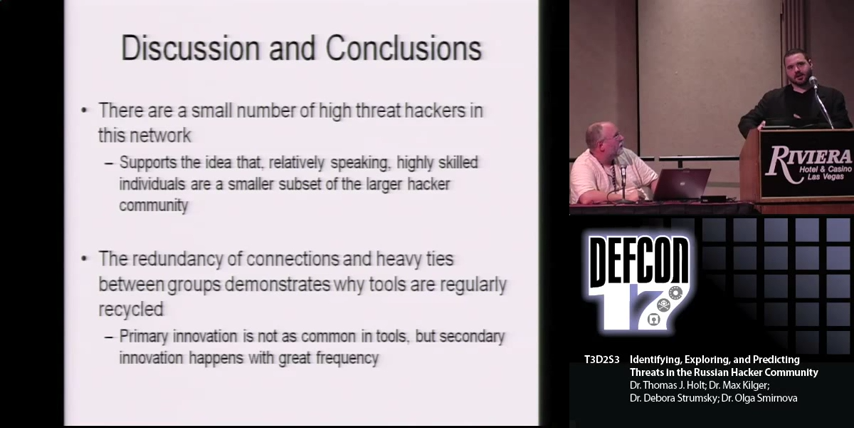 Discussion and Conclusions
• There are a small number of high threat hackers in
this network
– Supports the idea that, relatively speaking, highly skilled
individuals are a smaller subset of the larger hacker
community
• The redundancy of connections and heavy ties
between groups demonstrates why tools are regularly
recycled
– Primary innovation is not as common in tools, but secondary
innovation happens with great frequency
RIVIERA
Hotel & Casino
Las Vegas
DEFCON
17
T3D2S3 Identifying, Exploring, and Predicting
Threats in the Russian Hacker Community
Dr. Thomas J. Holt; Dr. Max Kilger;
Dr. Debora Strumsky; Dr. Olga Smirnova